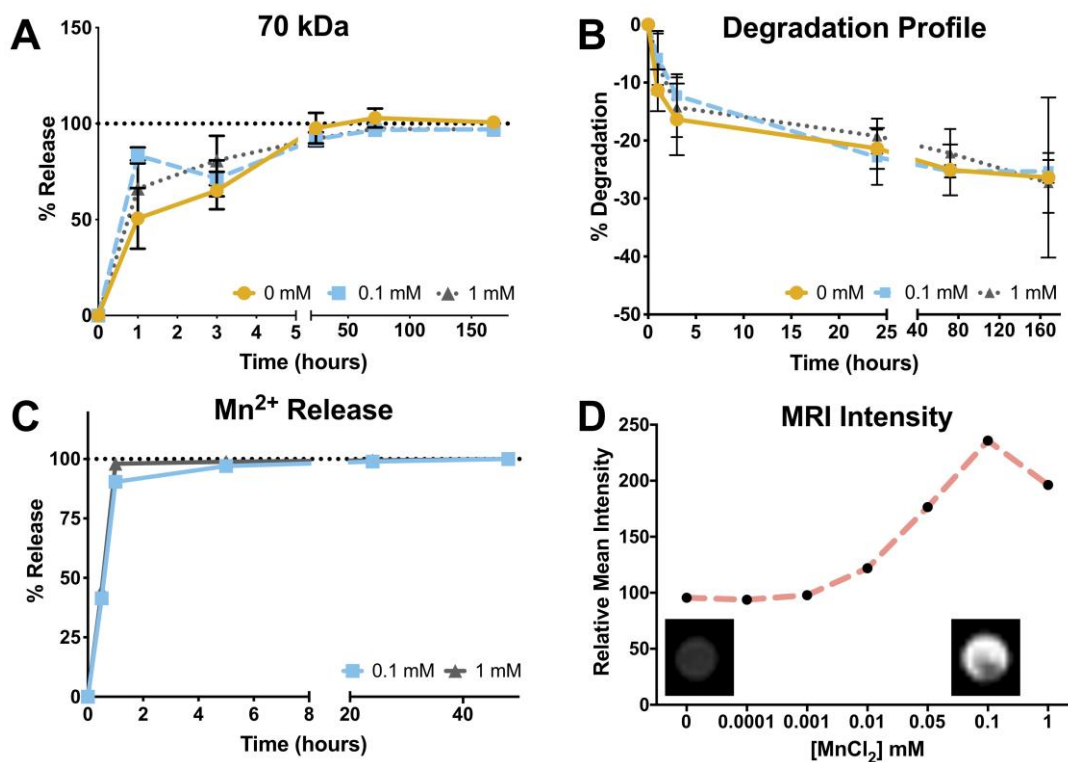 A
70 kDa
150
100
50
0
% Release
0 mM
0.1 mM
1 mM
0 1 2 3 4 5 50 100 150
Time (hours)
B
Degradation Profile
0
-10
-20
-30
-40
-50
% Degradation
0 mM
0.1 mM
1 mM
0 5 10 15 20 25 40 80 120 160
Time (hours)
C
Mn²⁺ Release
100
75
50
25
0
% Release
0.1 mM
1 mM
0 2 4 6 8 20 40
Time (hours)
D
MRI Intensity
250
200
150
100
50
0
Relative Mean Intensity
0 0.0001 0.001 0.01 0.05 0.1 1
[MnCl₂] mM